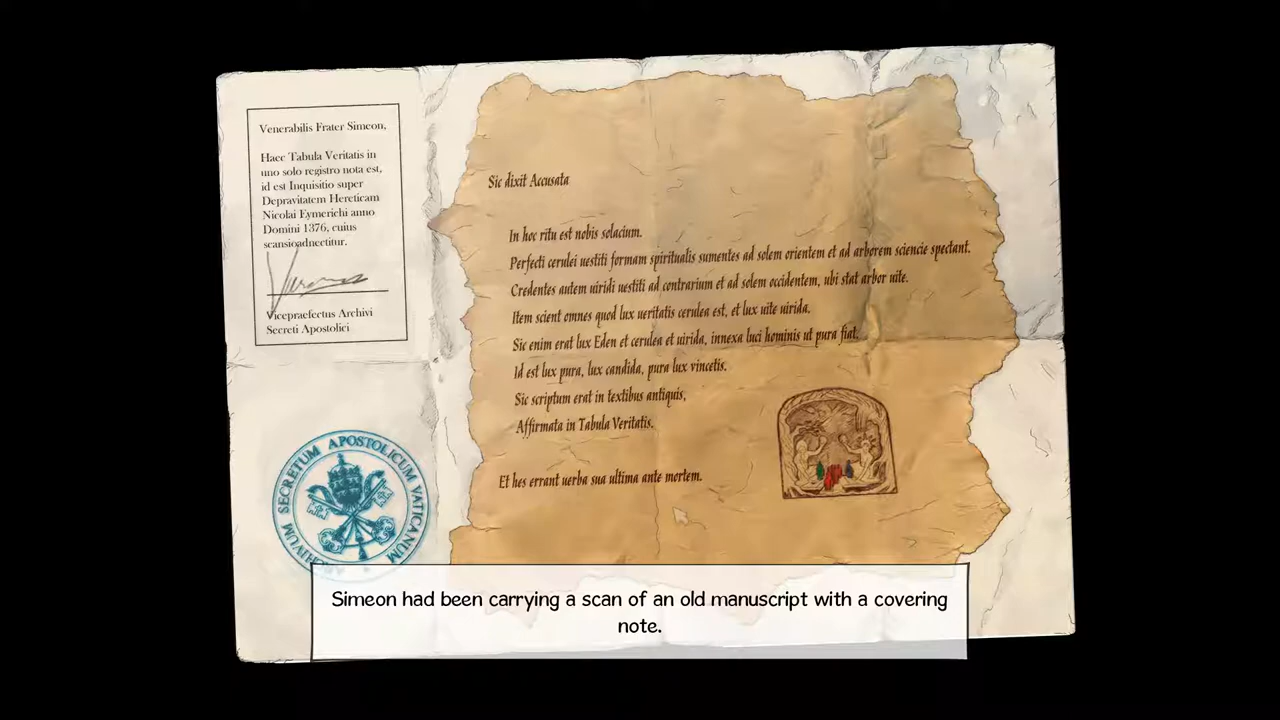 Venerabilis Frater Simeon,
Haec Tabula Veritatis in
uno solo registro nota est,
id est Inquisitio super
Depravitatem Hereticam
Nicolai Eymerichi anno
Domini 1376, cuius
scansioadnectitur.
Vicepraefectus Archivi
Secreti Apostolici
ARCHIVUM SECRETUM APOSTOLICUM VATICANUM
Sic dixit Accusata
In hoc ritu est nobis solacium.
Perfecti cerulei uestiti formam spiritualis sumentes ad solem orientem et ad arborem sciencie spectant.
Credentes autem uiridi uestiti ad contrarium et ad solem occidentem, ubi stat arbor uite.
Item scient omnes quod lux ueritatis cerulea est, et lux uite uirida.
Sic enim erat lux Eden et cerulea et uirida, innexa luci hominis ut pura fiat.
Id est lux pura, lux candida, pura lux vincetis.
Sic scriptum erat in textibus antiquis,
Affirmata in Tabula Veritatis.
Et hes errant uerba sua ultima ante mortem.
Simeon had been carrying a scan of an old manuscript with a covering
note.